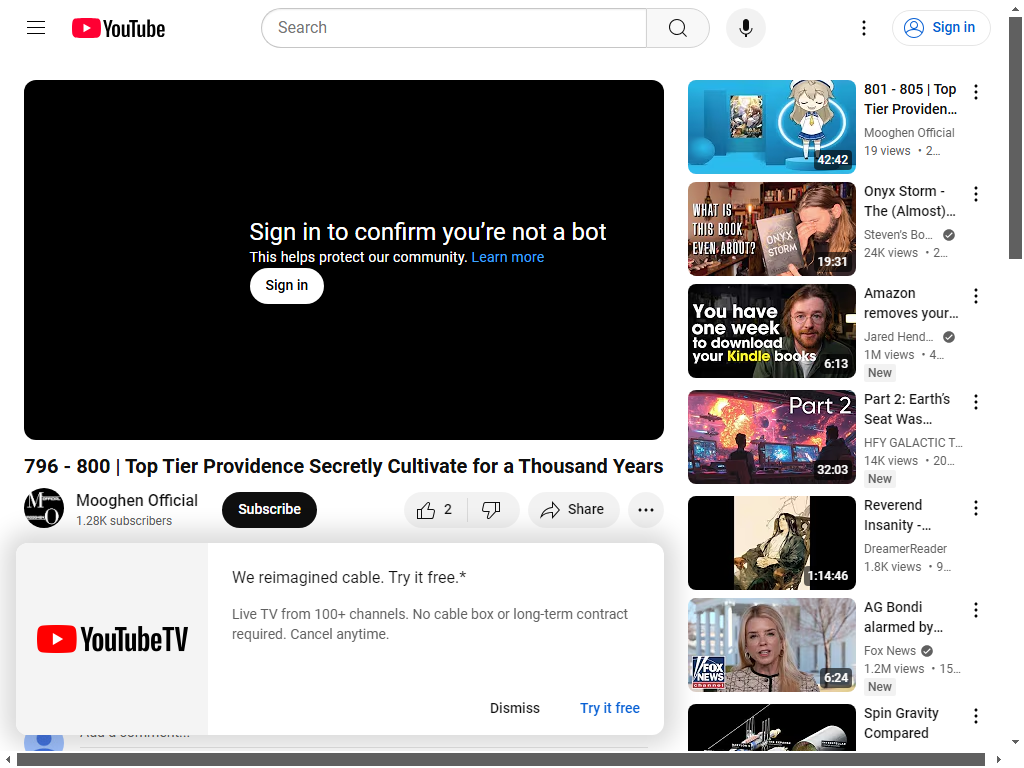 YouTube
Search
Sign in
Sign in to confirm you're not a bot
This helps protect our community. Learn more
Sign in
796 - 800 | Top Tier Providence Secretly Cultivate for a Thousand Years
Mooghen Official
1.28K subscribers
Subscribe
2
Share
We reimagined cable. Try it free.*
Live TV from 100+ channels. No cable box or long-term contract
required. Cancel anytime.
YouTubeTV
Dismiss
Try it free
801 - 805 | Top
Tier Providen...
Mooghen Official
19 views • 2...
42:42
WHAT IS
THIS BOOK
EVEN ABOUT?
ONYX
STORM
19:31
Onyx Storm -
The (Almost)...
Steven's Bo...
24K views • 2...
You have
one week
to download
your Kindle books
6:13
Amazon
removes your...
Jared Hend...
1M views • 4...
New
Part 2
32:03
Part 2: Earth's
Seat Was...
HFY GALACTIC T...
14K views • 20...
New
1:14:46
Reverend
Insanity -...
DreamerReader
1.8K views • 9...
FOX
NEWS
channel
6:24
AG Bondi
alarmed by...
Fox News
1.2M views • 15...
New
Spin Gravity
Compared